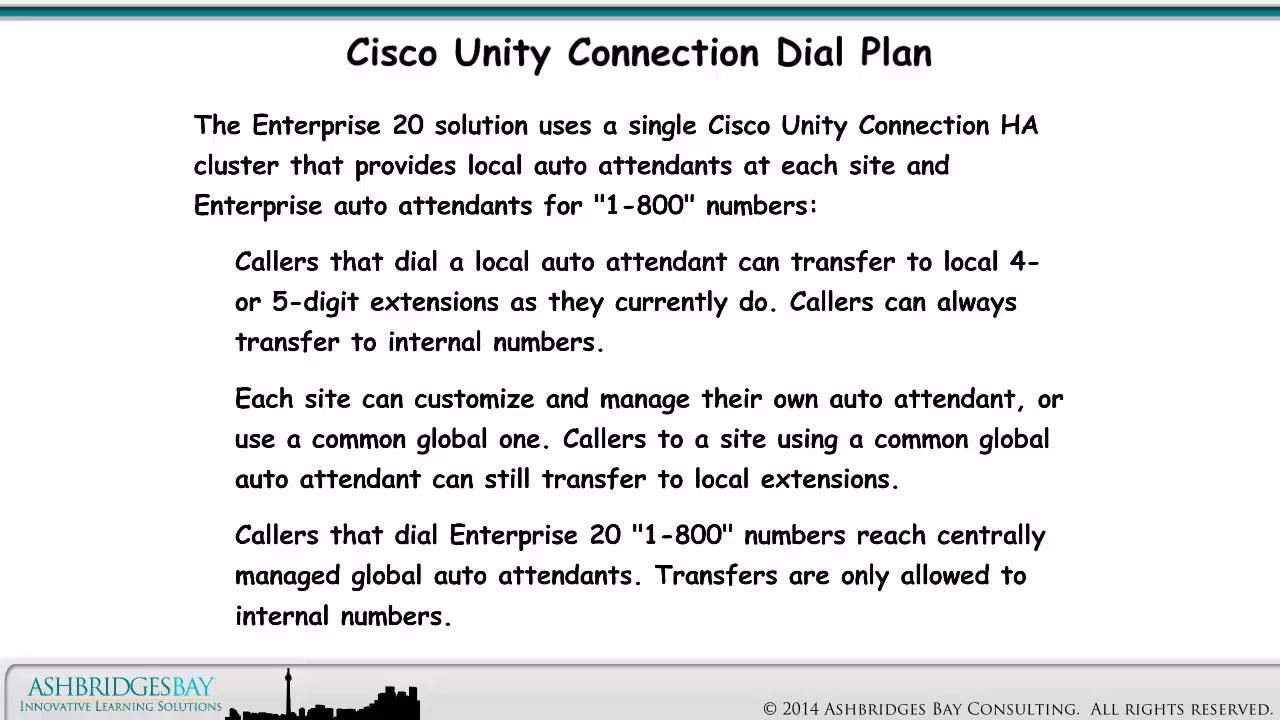 Cisco Unity Connection Dial Plan
The Enterprise 20 solution uses a single Cisco Unity Connection HA
cluster that provides local auto attendants at each site and
Enterprise auto attendants for "1-800" numbers:
Callers that dial a local auto attendant can transfer to local 4-
or 5-digit extensions as they currently do. Callers can always
transfer to internal numbers.
Each site can customize and manage their own auto attendant, or
use a common global one. Callers to a site using a common global
auto attendant can still transfer to local extensions.
Callers that dial Enterprise 20 "1-800" numbers reach centrally
managed global auto attendants. Transfers are only allowed to
internal numbers.
ASHBRIDGESBAY
INNOVATIVE LEARNING SOLUTIONS
© 2014 ASHBRIDGES BAY CONSULTING. ALL RIGHTS RESERVED.